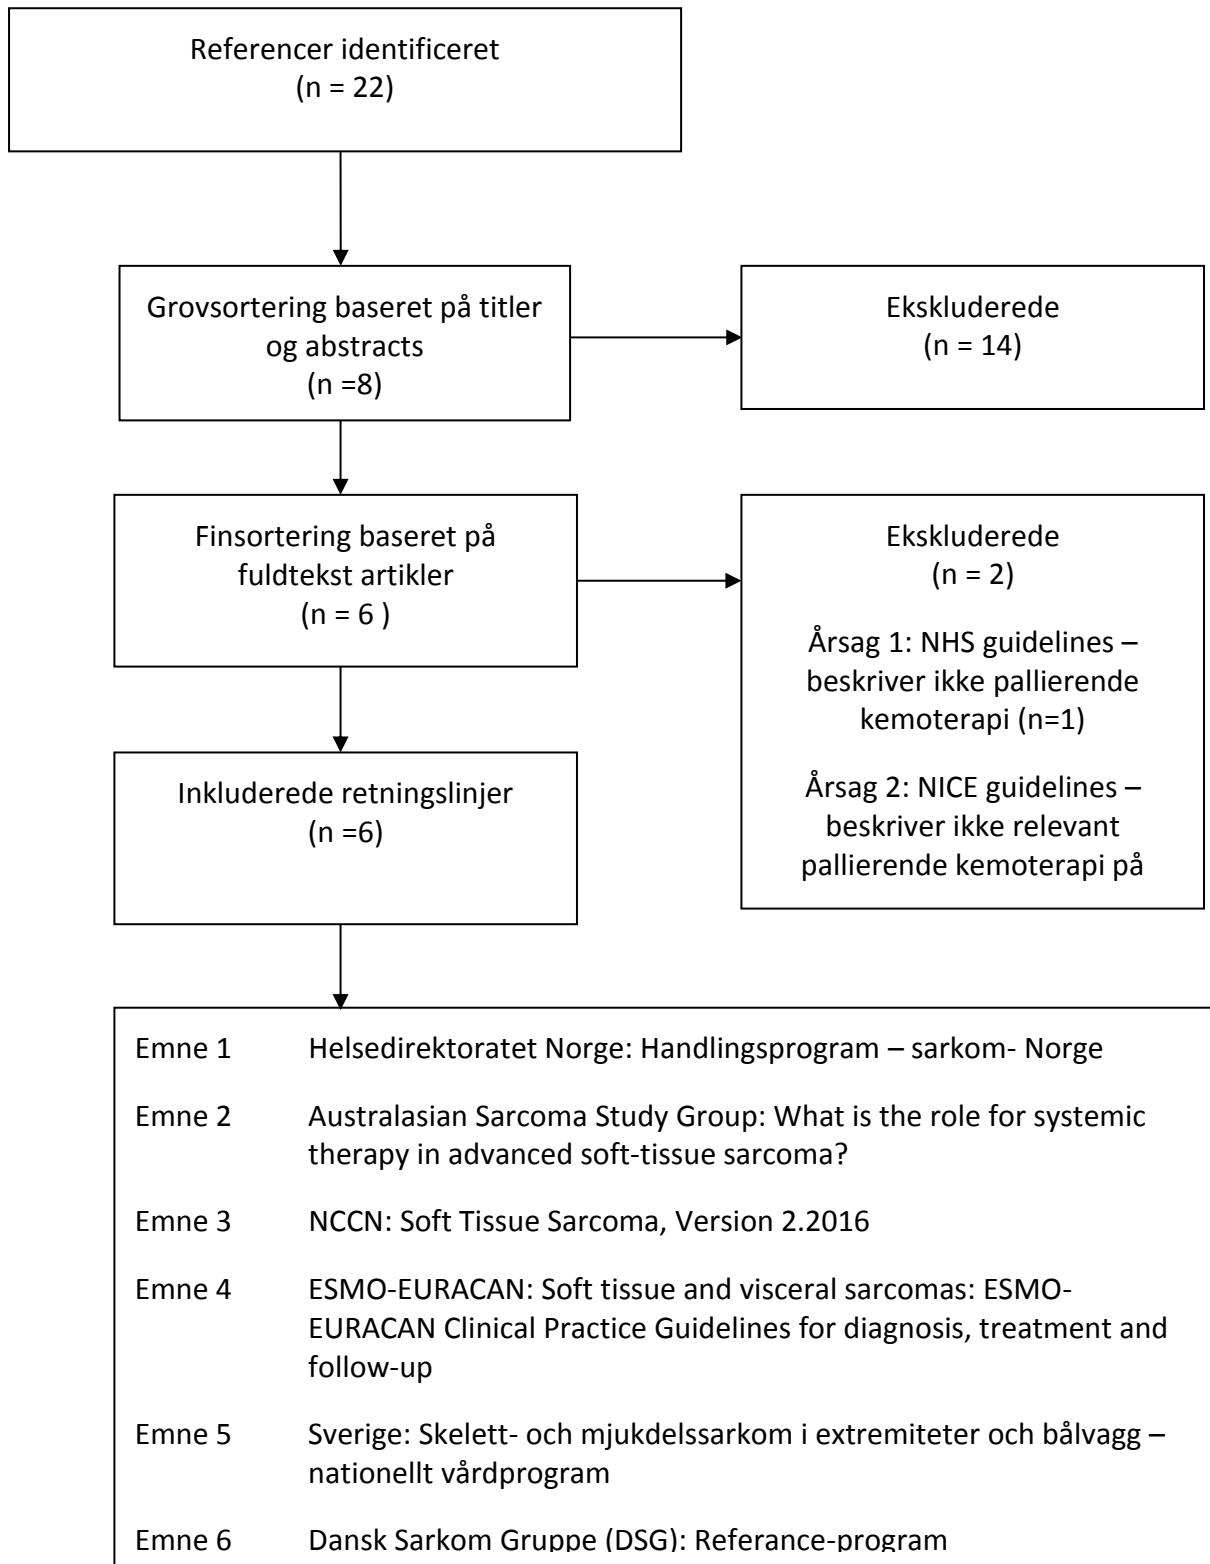 Referencer identificeret
(n = 22)
Grovsortering baseret på titler
og abstracts
(n =8)
Ekskluderede
(n = 14)
Finsortering baseret på
fuldtekst artikler
(n = 6 )
Ekskluderede
(n = 2)
Årsag 1: NHS guidelines –
beskriver ikke pallierende
kemoterapi (n=1)
Årsag 2: NICE guidelines –
beskriver ikke relevant
pallierende kemoterapi på
Inkluderede retningslinjer
(n =6)
Emne 1 Helsedirektoratet Norge: Handlingsprogram – sarkom- Norge
Emne 2 Australasian Sarcoma Study Group: What is the role for systemic
therapy in advanced soft-tissue sarcoma?
Emne 3 NCCN: Soft Tissue Sarcoma, Version 2.2016
Emne 4 ESMO-EURACAN: Soft tissue and visceral sarcomas: ESMO-
EURACAN Clinical Practice Guidelines for diagnosis, treatment and
follow-up
Emne 5 Sverige: Skelett- och mjukdelssarkom i extremiteter och bålvagg –
nationellt vårdprogram
Emne 6 Dansk Sarkom Gruppe (DSG): Referance-program